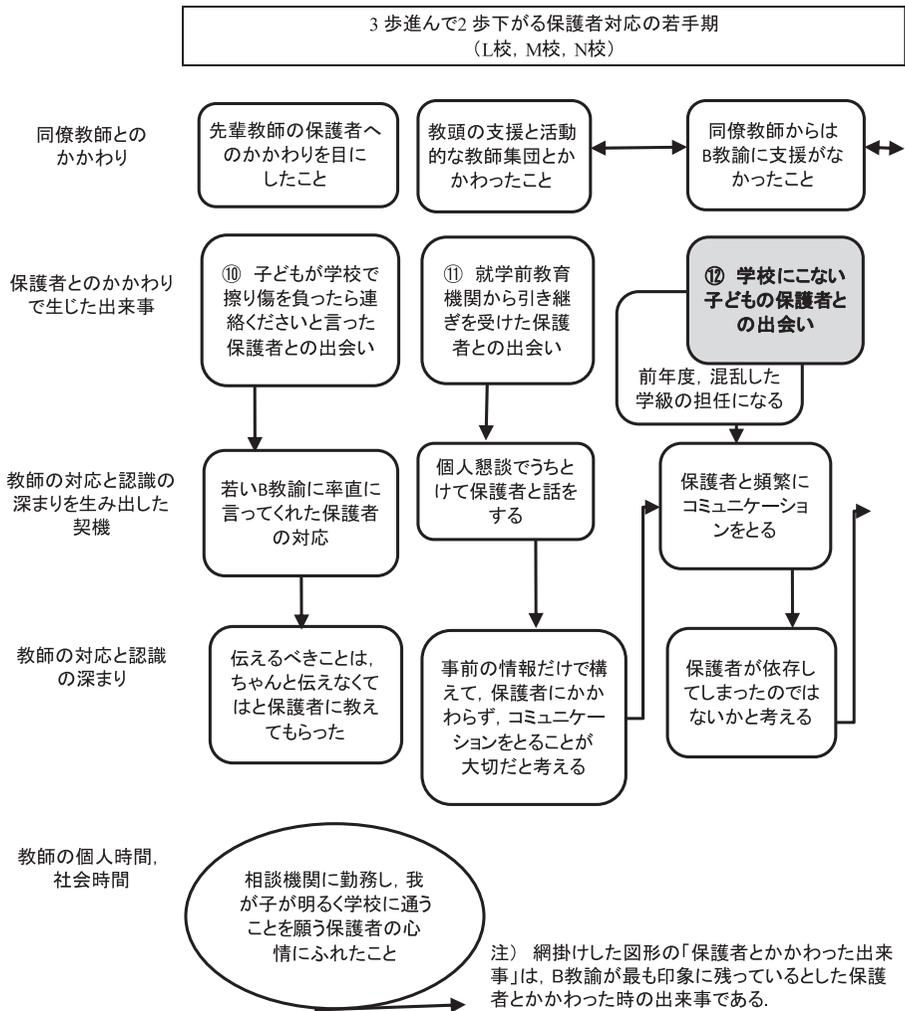 3 歩進んで2 歩下がる保護者対応の若手期
（L校, M校, N校）
同僚教師との
かかわり
先輩教師の保護者へ
のかかわりを目に
したこと
教頭の支援と活動
的な教師集団とか
かわったこと
同僚教師からは
B教諭に支援がな
かったこと
保護者とのかかわり
で生じた出来事
⑩ 子どもが学校で
擦り傷を負ったら連
絡くださいと言った
保護者との出会い
⑪ 就学前教育
機関から引き継
ぎを受けた保護
者との出会い
⑫ 学校にこない
子どもの保護者と
の出会い
前年度, 混乱した
学級の担任になる
教師の対応と認識の
深まりを生み出した
契機
若いB教諭に率直に
言ってくれた保護者
の対応
個人懇談でうちと
けて保護者と話を
する
保護者と頻繁に
コミュニケーショ
ンをとる
教師の対応と認識
の深まり
伝えるべきことは,
ちゃんと伝えなくて
はと保護者に教え
てもらった
事前の情報だけで構
えて, 保護者にかか
わらず, コミュニケー
ションをとることが
大切だと考える
保護者が依存し
てしまったのでは
ないかと考える
教師の個人時間,
社会時間
相談機関に勤務し, 我
が子が明るく学校に通う
ことを願う保護者の心
情にふれたこと
注） 網掛けした図形の「保護者とかかわった出来
事」は, B教諭が最も印象に残っているとした保護
者とかかわった時の出来事である.